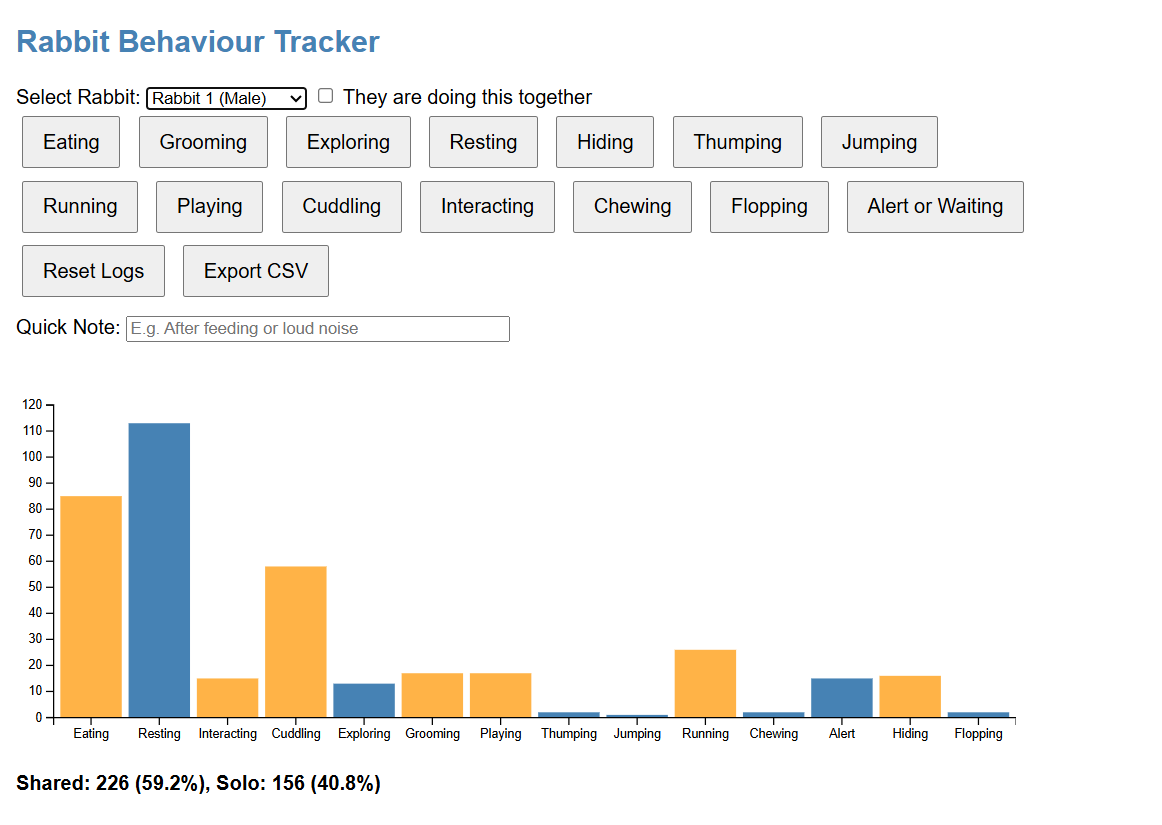 Rabbit Behaviour Tracker
Select Rabbit: Rabbit 1 (Male) They are doing this together
Eating Grooming Exploring Resting Hiding Thumping Jumping
Running Playing Cuddling Interacting Chewing Flopping Alert or Waiting
Reset Logs Export CSV
Quick Note: E.g. After feeding or loud noise
120
110
100
90
80
70
60
50
40
30
20
10
0
Eating Resting Interacting Cuddling Exploring Grooming Playing Thumping Jumping Running Chewing Alert Hiding Flopping
Shared: 226 (59.2%), Solo: 156 (40.8%)